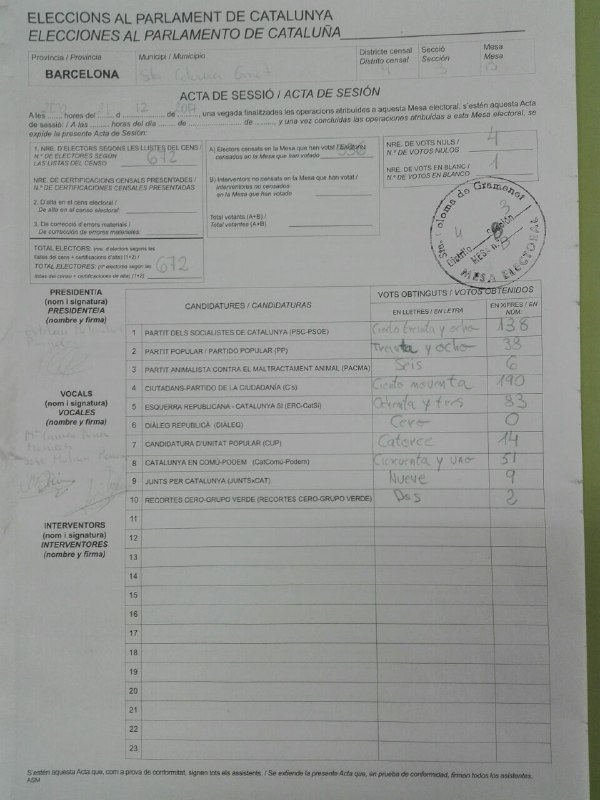 ELECCIONS AL PARLAMENT DE CATALUNYA
ELECCIONES AL PARLAMENTO DE CATALUÑA
Província / Provincia
BARCELONA
Municipi / Municipio
Sta Coloma Gmet
Districte censal
Distrito censal
4
Secció
Sección
3
Mesa
Mesa
B
ACTA DE SESSIÓ / ACTA DE SESIÓN
A les 20 hores del 21 d 12 de 2017, una vegada finalitzades les operacions atribuïdes a aquesta Mesa electoral, s'estén aquesta Acta
de sessió: / A las hores del día de de y una vez concluidas las operaciones atribuidas a esta Mesa electoral, se
expide la presente Acta de Sesión:
1. NRE. D'ELECTORS SEGONS LES LLISTES DEL CENS /
N.º DE ELECTORES SEGÚN
LAS LISTAS DEL CENSO
672
NRE. DE CERTIFICACIONS CENSALS PRESENTADES /
N.º DE CERTIFICACIONES CENSALES PRESENTADAS
2. D'alta en el cens electoral /
De alta en el censo electoral:
3. De correcció d'errors materials /
De corrección de errores materiales:
TOTAL ELECTORS: (nre. d'electors segons les
llistes del cens + certificacions d'alta) (1+2) /
TOTAL ELECTORES: (nº electores según las
listas del censo + certificaciones de alta) (1+2)
672
A) Electors censats en la Mesa que han votat / Electores
censados en la Mesa que han votado
B) Interventors no censats en la Mesa que han votat /
Interventores no censados
en la Mesa que han votado
Total votants (A+B) /
Total votantes (A+B)
NRE. DE VOTS NULS /
N.º DE VOTOS NULOS
4
NRE. DE VOTS EN BLANC /
N.º DE VOTOS EN BLANCO
1
Sta. Coloma de Gramenet
Distrito 4
Sección 3
Mesa B
MESA ELECTORAL
PRESIDENT/A
(nom i signatura)
PRESIDENTE/A
(nombre y firma)
VOCALS
(nom i signatura)
VOCALES
(nombre y firma)
INTERVENTORS
(nom i signatura)
INTERVENTORES
(nombre y firma)
CANDIDATURES / CANDIDATURAS
VOTS OBTINGUTS / VOTOS OBTENIDOS
EN LLETRES / EN LETRA
EN XIFRES / EN NÚM.
1 PARTIT DELS SOCIALISTES DE CATALUNYA (PSC-PSOE) Ciento treinta y ocho 138
2 PARTIT POPULAR / PARTIDO POPULAR (PP) Treinta y ocho 38
3 PARTIT ANIMALISTA CONTRA EL MALTRACTAMENT ANIMAL (PACMA) Seis 6
4 CIUTADANS-PARTIDO DE LA CIUDADANÍA (C's) Ciento noventa 190
5 ESQUERRA REPUBLICANA - CATALUNYA SÍ (ERC-CatSí) Ochenta y tres 83
6 DIÀLEG REPUBLICÀ (DIÀLEG) Cero 0
7 CANDIDATURA D'UNITAT POPULAR (CUP) Catorce 14
8 CATALUNYA EN COMÚ-PODEM (CatComú-Podem) Cincuenta y uno 51
9 JUNTS PER CATALUNYA (JUNTSxCAT) Nueve 9
10 RECORTES CERO-GRUPO VERDE (RECORTES CERO-GRUPO VERDE) Dos 2
11
12
13
14
15
16
17
18
19
20
21
22
23
S'estén aquesta Acta que, com a prova de conformitat, signen tots els assistents. / Se extiende la presente Acta que, en prueba de conformidad, firman todos los asistentes.
ASM